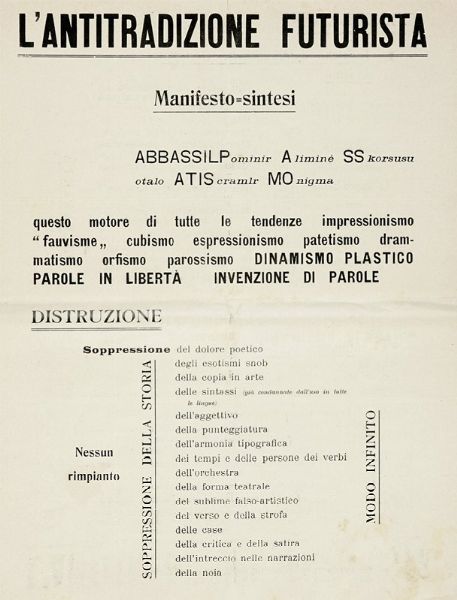 L'ANTITRADIZIONE FUTURISTA
Manifesto=sintesi
ABBASSILPominir Aliminé SSkorsusu
otalo ATIScramlr MOnigma
questo motore di tutte le tendenze impressionismo
"fauvisme„ cubismo espressionismo patetismo dram-
matismo orfismo parossismo DINAMISMO PLASTICO
PAROLE IN LIBERTÀ INVENZIONE DI PAROLE
DISTRUZIONE
Soppressione del dolore poetico
degli esotismi snob
della copia in arte
delle sintassi (già condannate dall'uso in tutte
le lingue)
dell'aggettivo
della punteggiatura
dell'armonia tipografica
dei tempi e delle persone dei verbi
dell'orchestra
della forma teatrale
del sublime falso-artistico
del verso e della strofa
delle case
della critica e della satira
dell'intreccio nelle narrazioni
della noia
Nessun
rimpianto
SOPPRESSIONE DELLA STORIA
MODO INFINITO